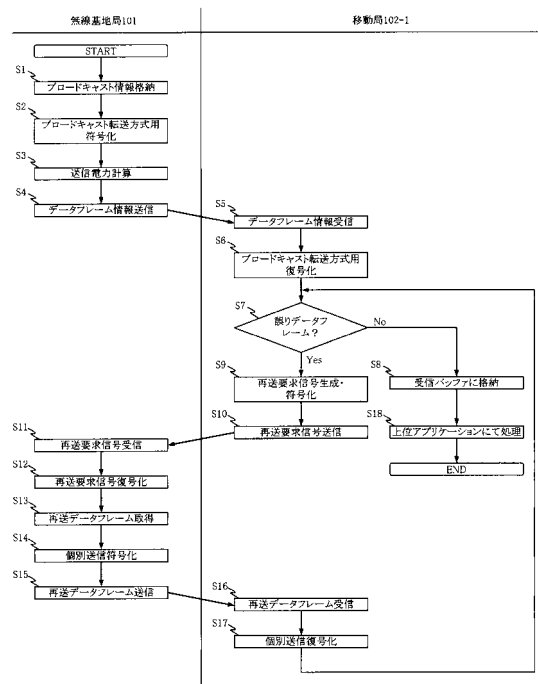 無線基地局101
移動局102-1
START
S1
ブロードキャスト情報格納
S2
ブロードキャスト転送方式用
符号化
S3
送信電力計算
S4
データフレーム情報送信
S5
データフレーム情報受信
S6
ブロードキャスト転送方式用
復号化
S7
誤りデータフ
レーム？
No
Yes
S8
受信バッファに格納
S9
再送要求信号生成・
符号化
S10
再送要求信号送信
S18
上位アプリケーションにて処理
END
S11
再送要求信号受信
S12
再送要求信号復号化
S13
再送データフレーム取得
S14
個別送信符号化
S15
再送データフレーム送信
S16
再送データフレーム受信
S17
個別送信復号化